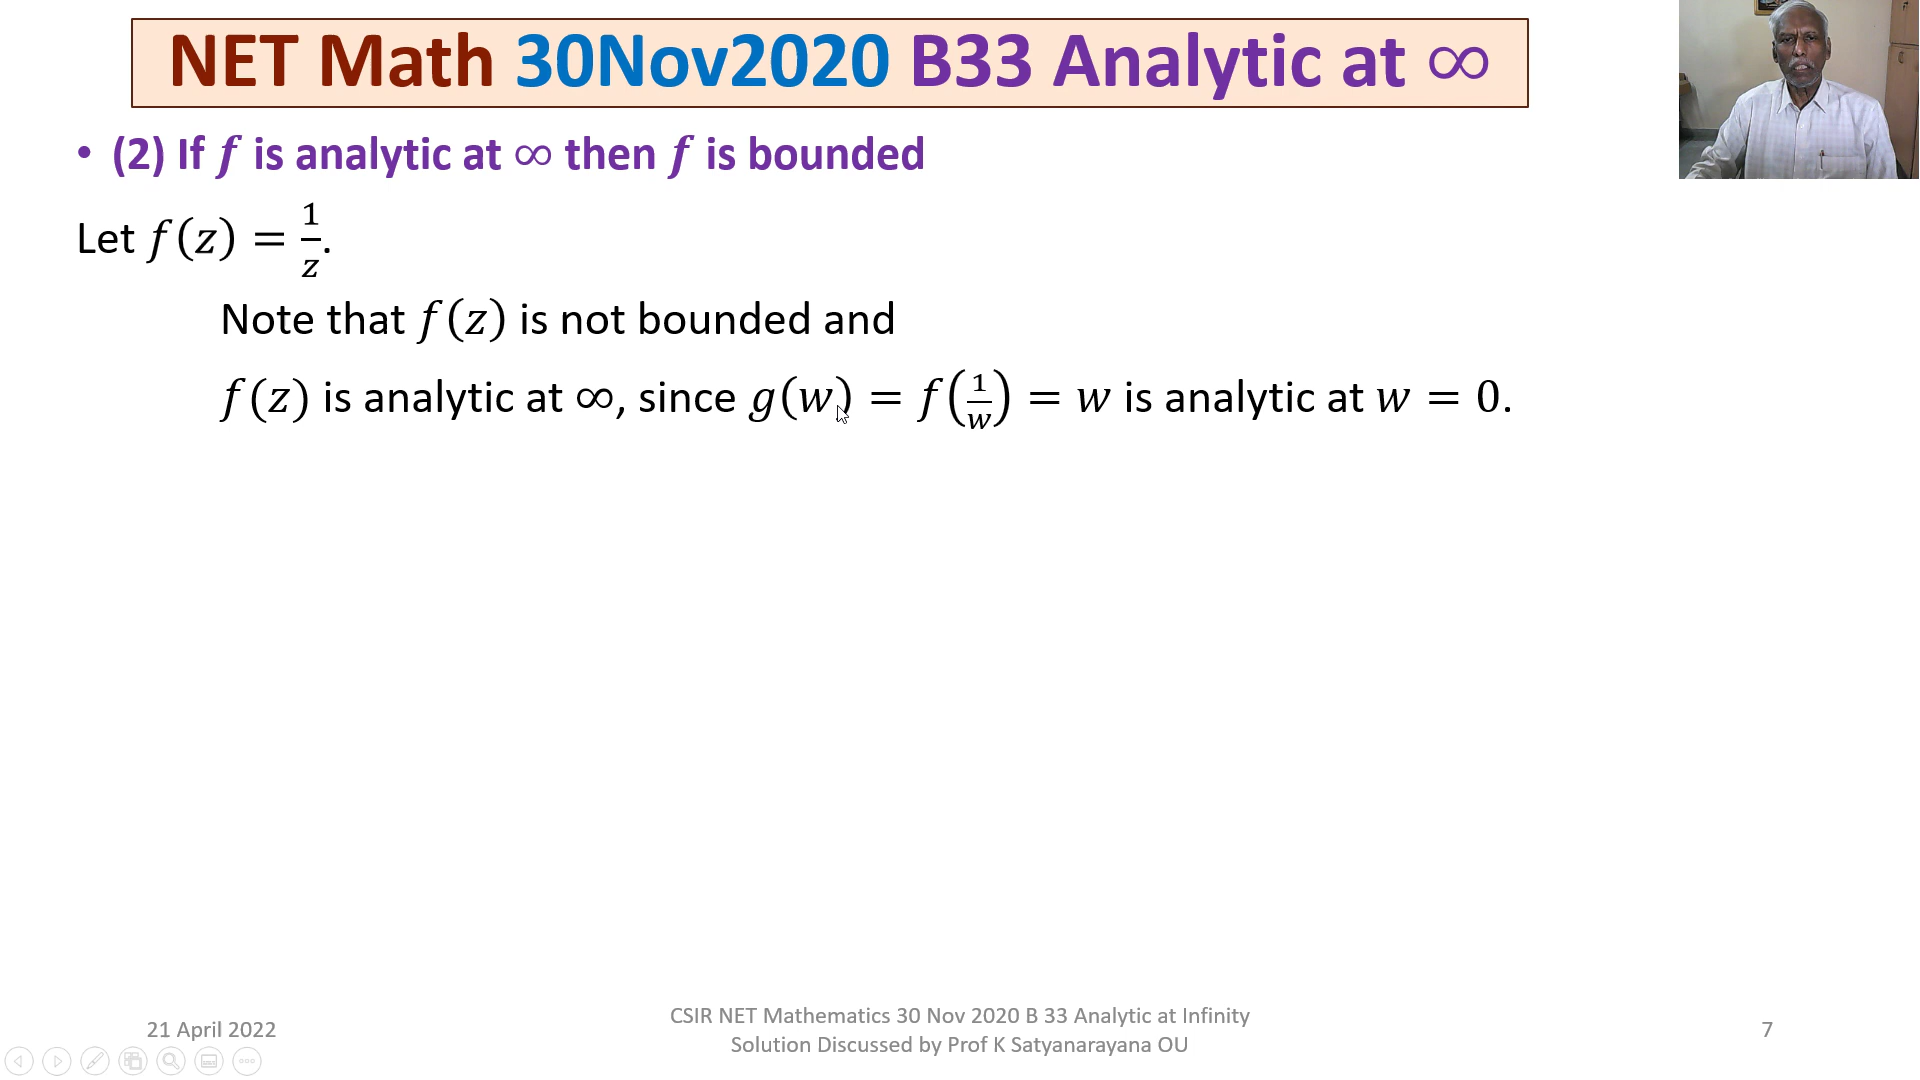 NET Math 30Nov2020 B33 Analytic at ∞
• (2) If f is analytic at ∞ then f is bounded
Let f(z) = 1/z.
Note that f(z) is not bounded and
f(z) is analytic at ∞, since g(w) = f(1/w) = w is analytic at w = 0.
21 April 2022
CSIR NET Mathematics 30 Nov 2020 B 33 Analytic at Infinity
Solution Discussed by Prof K Satyanarayana OU
7